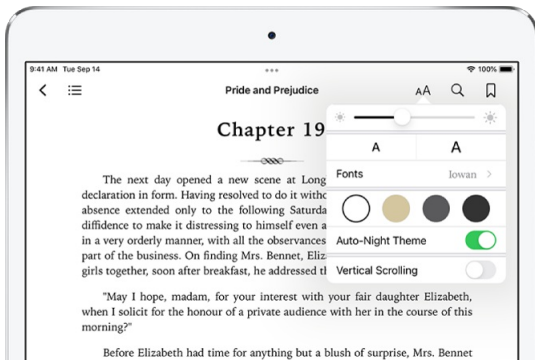 9:41 AM Tue Sep 14
100%
Pride and Prejudice
AA
Chapter 19
A A
Fonts Iowan
Auto-Night Theme
Vertical Scrolling
The next day opened a new scene at Long
declaration in form. Having resolved to do it witho
absence extended only to the following Saturda
diffidence to make it distressing to himself even a
in a very orderly manner, with all the observances
part of the business. On finding Mrs. Bennet, Eliz
girls together, soon after breakfast, he addressed th
"May I hope, madam, for your interest with your fair daughter Elizabeth,
when I solicit for the honour of a private audience with her in the course of this
morning?"
Before Elizabeth had time for anything but a blush of surprise, Mrs. Bennet